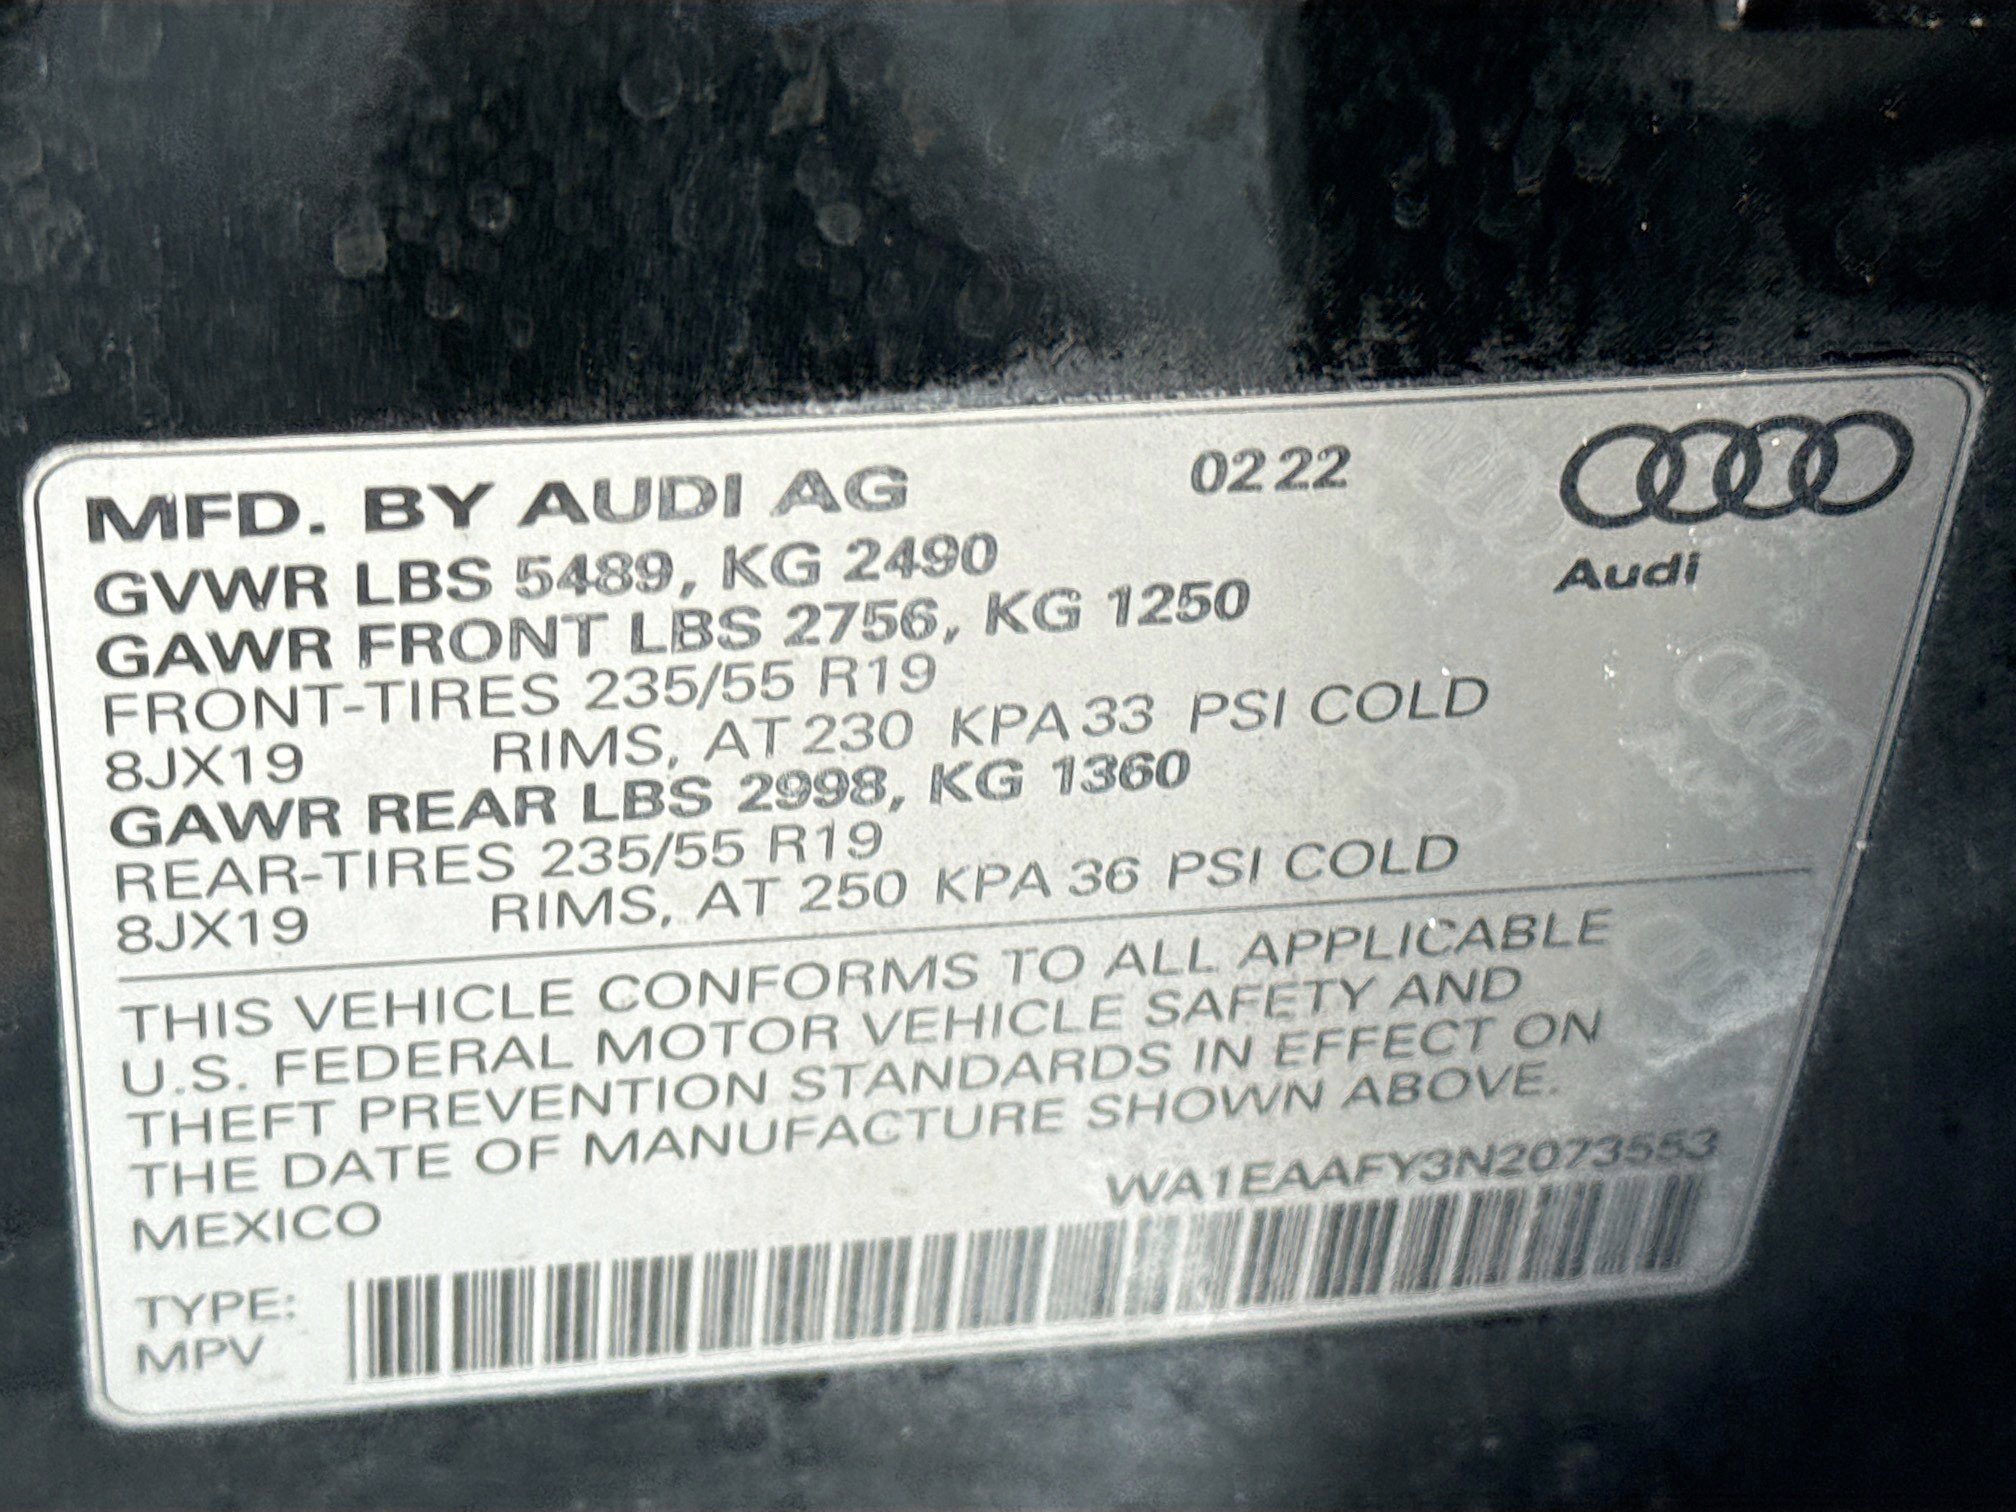 MFD. BY AUDI AG 0222
Audi
GVWR LBS 5489, KG 2490
GAWR FRONT LBS 2756, KG 1250
FRONT-TIRES 235/55 R19
8JX19 RIMS, AT 230 KPA 33 PSI COLD
GAWR REAR LBS 2998, KG 1360
REAR-TIRES 235/55 R19
8JX19 RIMS, AT 250 KPA 36 PSI COLD
THIS VEHICLE CONFORMS TO ALL APPLICABLE
U.S. FEDERAL MOTOR VEHICLE SAFETY AND
THEFT PREVENTION STANDARDS IN EFFECT ON
THE DATE OF MANUFACTURE SHOWN ABOVE.
MEXICO WA1EAAFY3N2073553
TYPE:
MPV